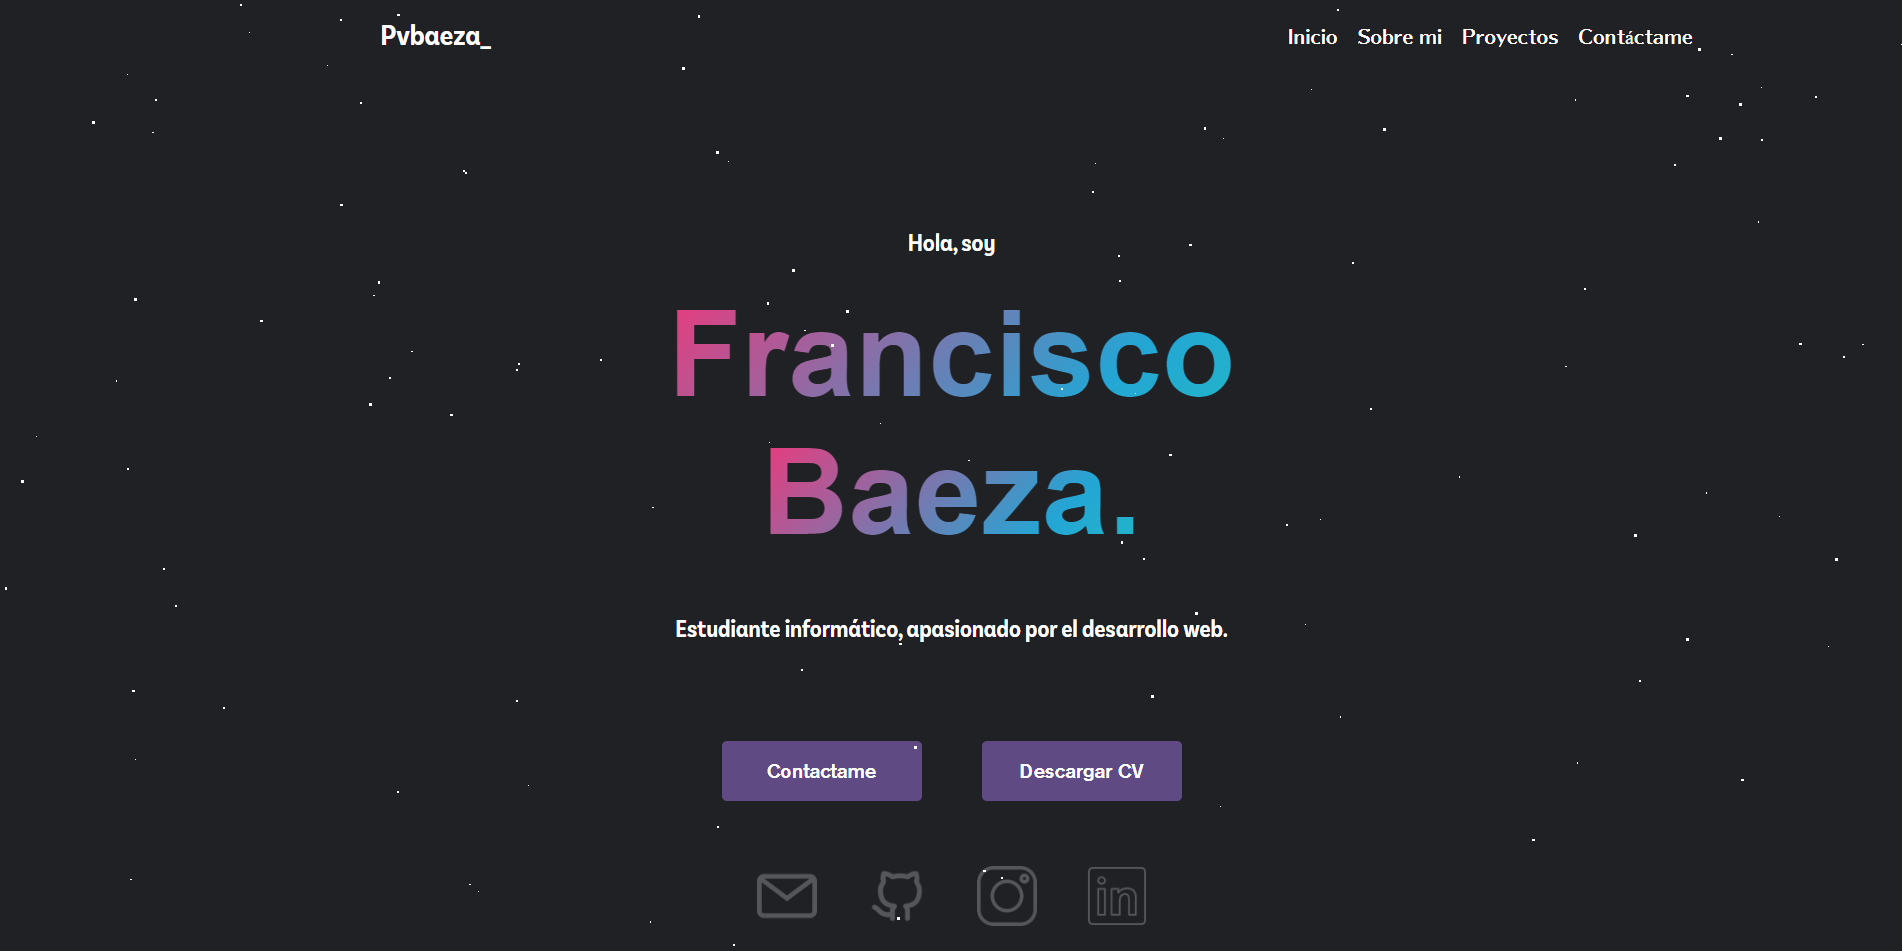 Pvbaeza_
Inicio Sobre mi Proyectos Contáctame
Hola, soy
Francisco
Baeza.
Estudiante informático, apasionado por el desarrollo web.
Contactame
Descargar CV
in